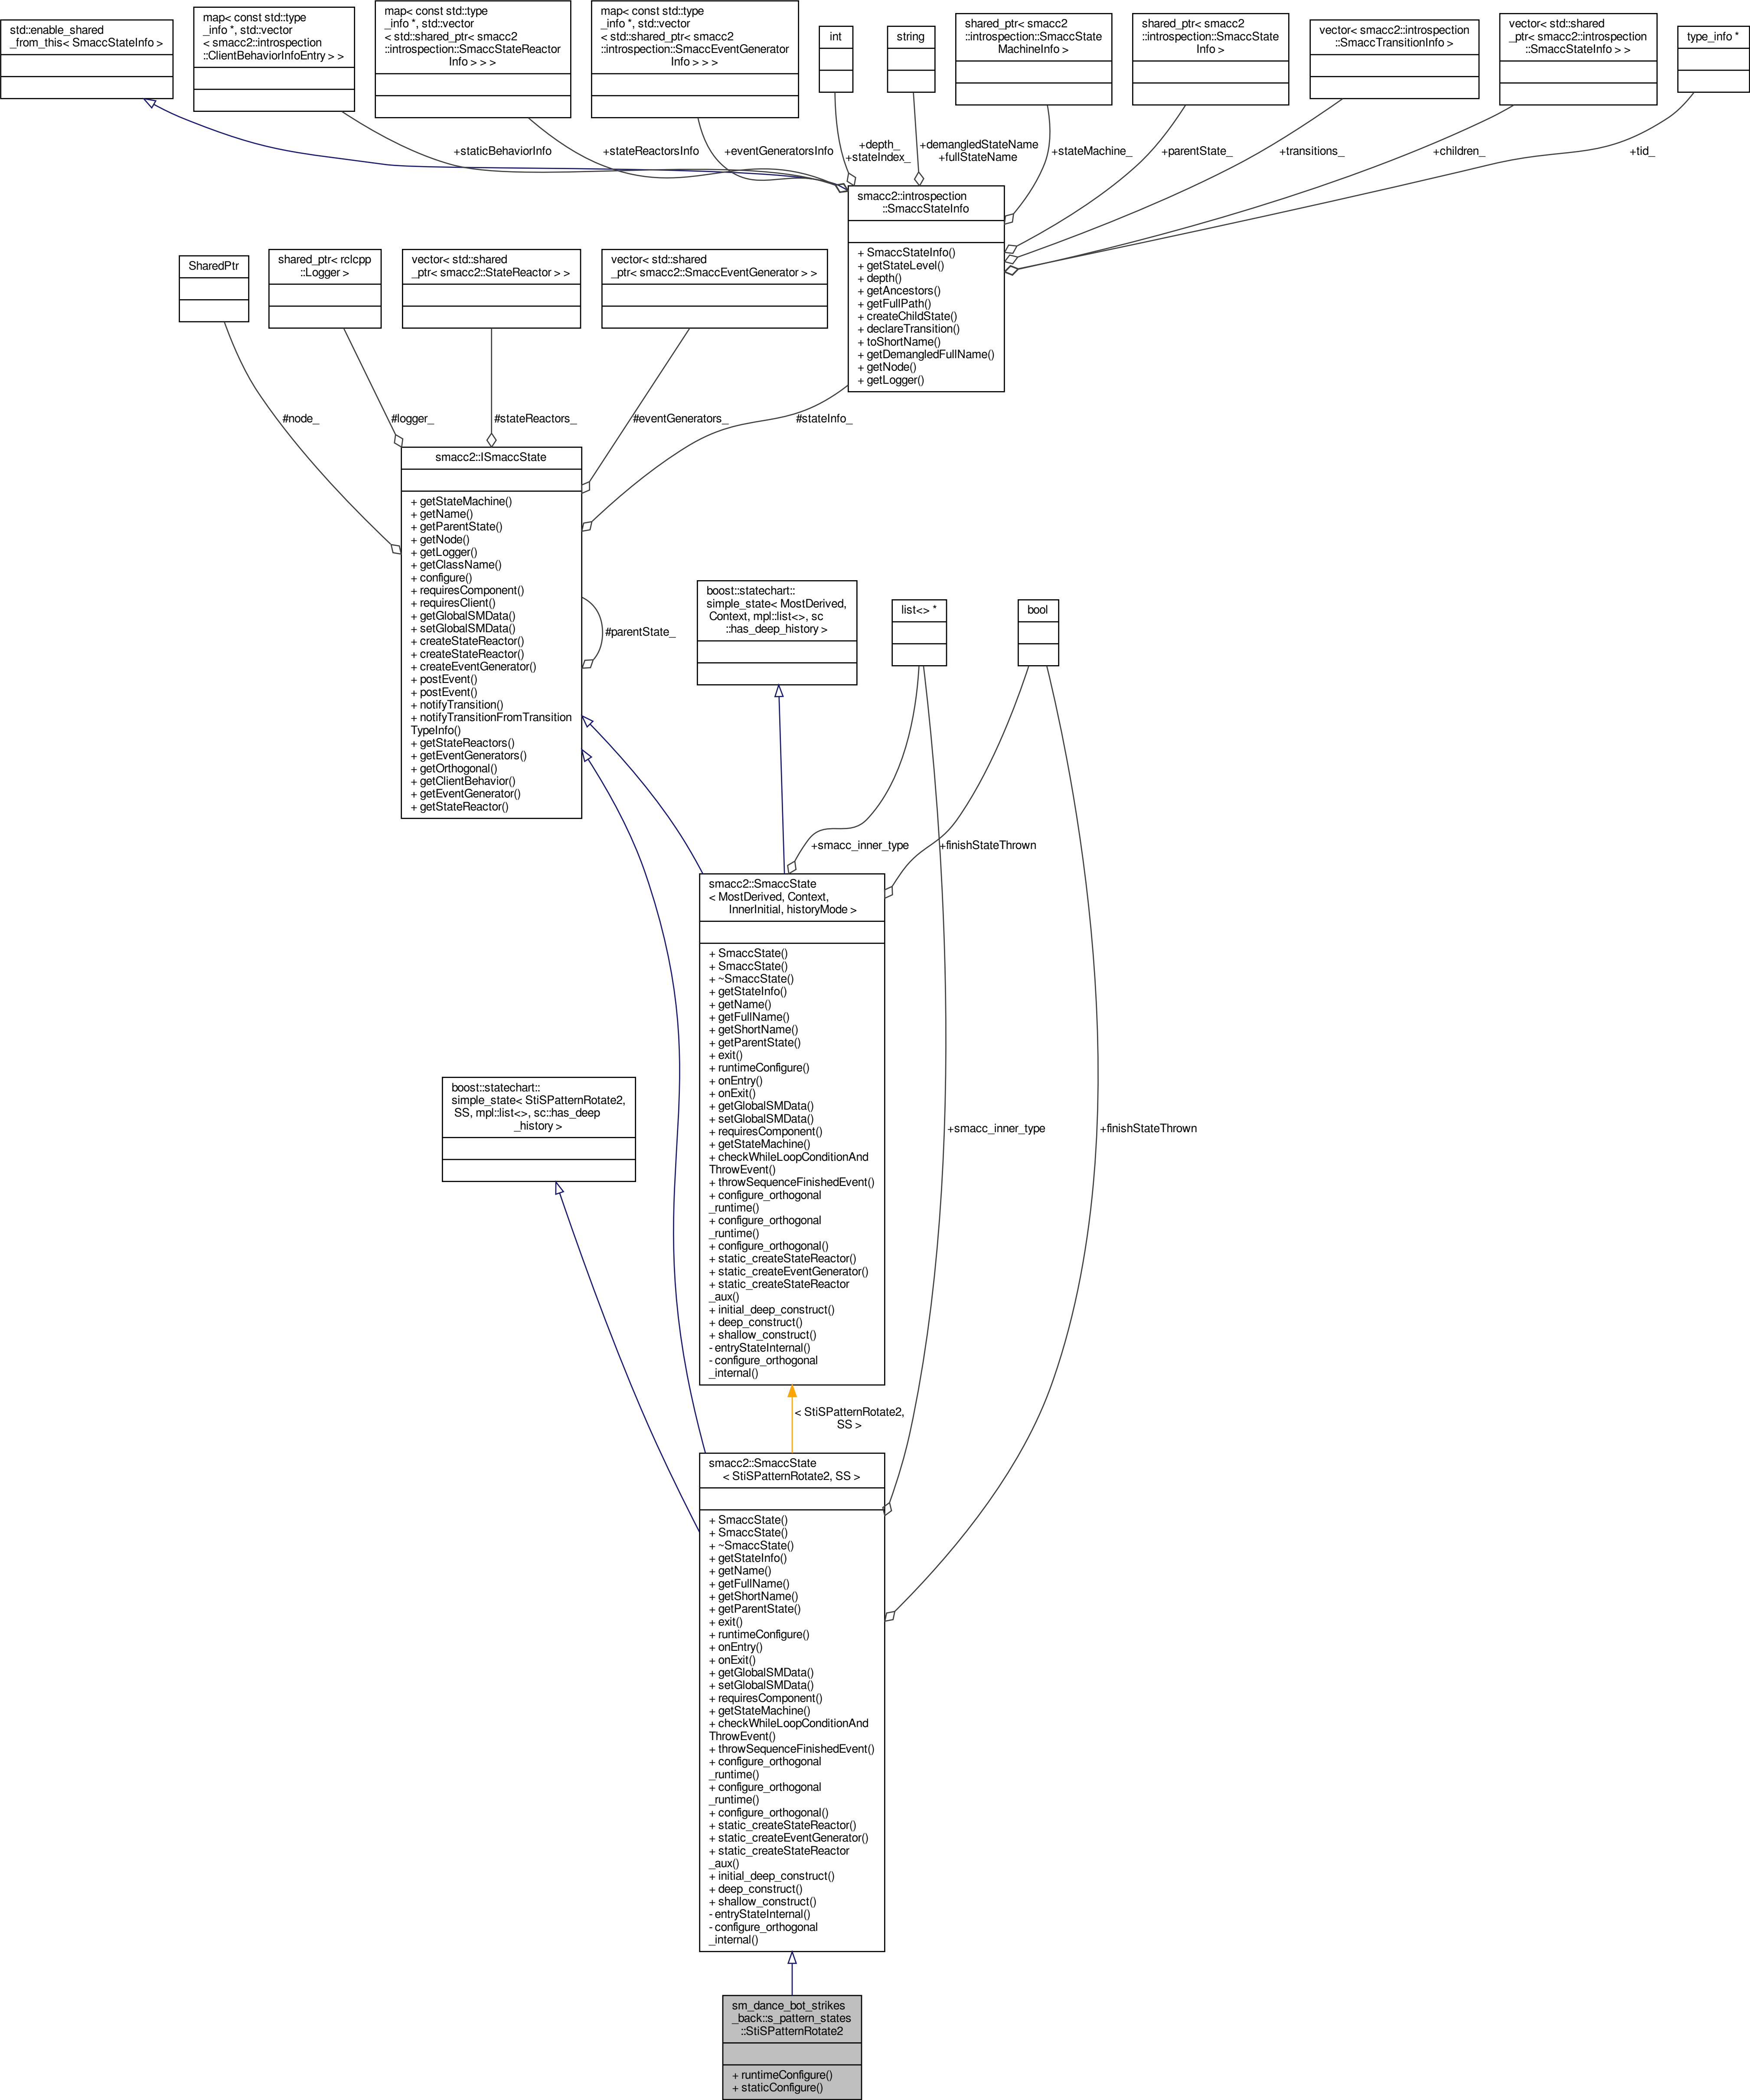 std::enable_shared
_from_this< SmaccStateInfo >
map< const std::type
_info *, std::vector
< smacc2::introspection
::ClientBehaviorInfoEntry > >
map< const std::type
_info *, std::vector
< std::shared_ptr< smacc2
::introspection::SmaccStateReactor
Info > > >
map< const std::type
_info *, std::vector
< std::shared_ptr< smacc2
::introspection::SmaccEventGenerator
Info > > >
int
string
shared_ptr< smacc2
::introspection::SmaccState
MachineInfo >
shared_ptr< smacc2
::introspection::SmaccState
Info >
vector< smacc2::introspection
::SmaccTransitionInfo >
vector< std::shared
_ptr< smacc2::introspection
::SmaccStateInfo > >
type_info *
+staticBehaviorInfo
+stateReactorsInfo
+eventGeneratorsInfo
+depth_
+stateIndex_
+demangledStateName
+fullStateName
+stateMachine_
+parentState_
+transitions_
+children_
+tid_
smacc2::introspection
::SmaccStateInfo
+ SmaccStateInfo()
+ getStateLevel()
+ depth()
+ getAncestors()
+ getFullPath()
+ createChildState()
+ declareTransition()
+ toShortName()
+ getDemangledFullName()
+ getNode()
+ getLogger()
SharedPtr
shared_ptr< rclcpp
::Logger >
vector< std::shared
_ptr< smacc2::StateReactor > >
vector< std::shared
_ptr< smacc2::SmaccEventGenerator > >
#node_
#logger_
#stateReactors_
#eventGenerators_
#stateInfo_
smacc2::ISmaccState
+ getStateMachine()
+ getName()
+ getParentState()
+ getNode()
+ getLogger()
+ getClassName()
+ configure()
+ requiresComponent()
+ requiresClient()
+ getGlobalSMData()
+ setGlobalSMData()
+ createStateReactor()
+ createStateReactor()
+ createEventGenerator()
+ postEvent()
+ postEvent()
+ notifyTransition()
+ notifyTransitionFromTransition
TypeInfo()
+ getStateReactors()
+ getEventGenerators()
+ getOrthogonal()
+ getClientBehavior()
+ getEventGenerator()
+ getStateReactor()
#parentState_
boost::statechart::
simple_state< MostDerived,
Context, mpl::list<>, sc
::has_deep_history >
list<> *
bool
+smacc_inner_type
+finishStateThrown
smacc2::SmaccState
< MostDerived, Context,
InnerInitial, historyMode >
+ SmaccState()
+ SmaccState()
+ ~SmaccState()
+ getStateInfo()
+ getName()
+ getFullName()
+ getShortName()
+ getParentState()
+ exit()
+ runtimeConfigure()
+ onEntry()
+ onExit()
+ getGlobalSMData()
+ setGlobalSMData()
+ requiresComponent()
+ getStateMachine()
+ checkWhileLoopConditionAnd
ThrowEvent()
+ throwSequenceFinishedEvent()
+ configure_orthogonal
_runtime()
+ configure_orthogonal
_runtime()
+ configure_orthogonal()
+ static_createStateReactor()
+ static_createEventGenerator()
+ static_createStateReactor
_aux()
+ initial_deep_construct()
+ deep_construct()
+ shallow_construct()
- entryStateInternal()
- configure_orthogonal
_internal()
boost::statechart::
simple_state< StiSPatternRotate2,
SS, mpl::list<>, sc::has_deep
_history >
+smacc_inner_type
+finishStateThrown
< StiSPatternRotate2,
SS >
smacc2::SmaccState
< StiSPatternRotate2, SS >
+ SmaccState()
+ SmaccState()
+ ~SmaccState()
+ getStateInfo()
+ getName()
+ getFullName()
+ getShortName()
+ getParentState()
+ exit()
+ runtimeConfigure()
+ onEntry()
+ onExit()
+ getGlobalSMData()
+ setGlobalSMData()
+ requiresComponent()
+ getStateMachine()
+ checkWhileLoopConditionAnd
ThrowEvent()
+ throwSequenceFinishedEvent()
+ configure_orthogonal
_runtime()
+ configure_orthogonal
_runtime()
+ configure_orthogonal()
+ static_createStateReactor()
+ static_createEventGenerator()
+ static_createStateReactor
_aux()
+ initial_deep_construct()
+ deep_construct()
+ shallow_construct()
- entryStateInternal()
- configure_orthogonal
_internal()
sm_dance_bot_strikes
_back::s_pattern_states
::StiSPatternRotate2
+ runtimeConfigure()
+ staticConfigure()